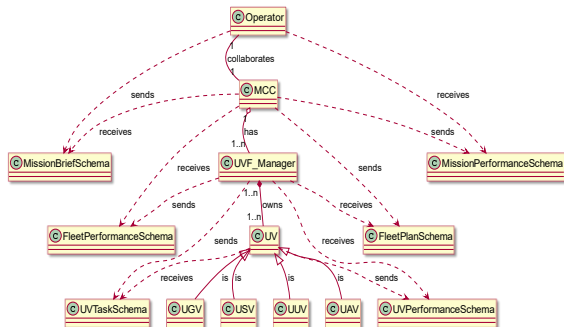 C Operator
1
collaborates
1
sends
receives
C MCC
receives
sends
1
has
1..n
receives
sends
C MissionBriefSchema
C UVF_Manager
C MissionPerformanceSchema
sends
1..n
owns
1..n
receives
C FleetPerformanceSchema
C UV
C FleetPlanSchema
sends
receives
receives
sends
is
is
is
is
C UVTaskSchema
C UGV
C USV
C UUV
C UAV
C UVPerformanceSchema